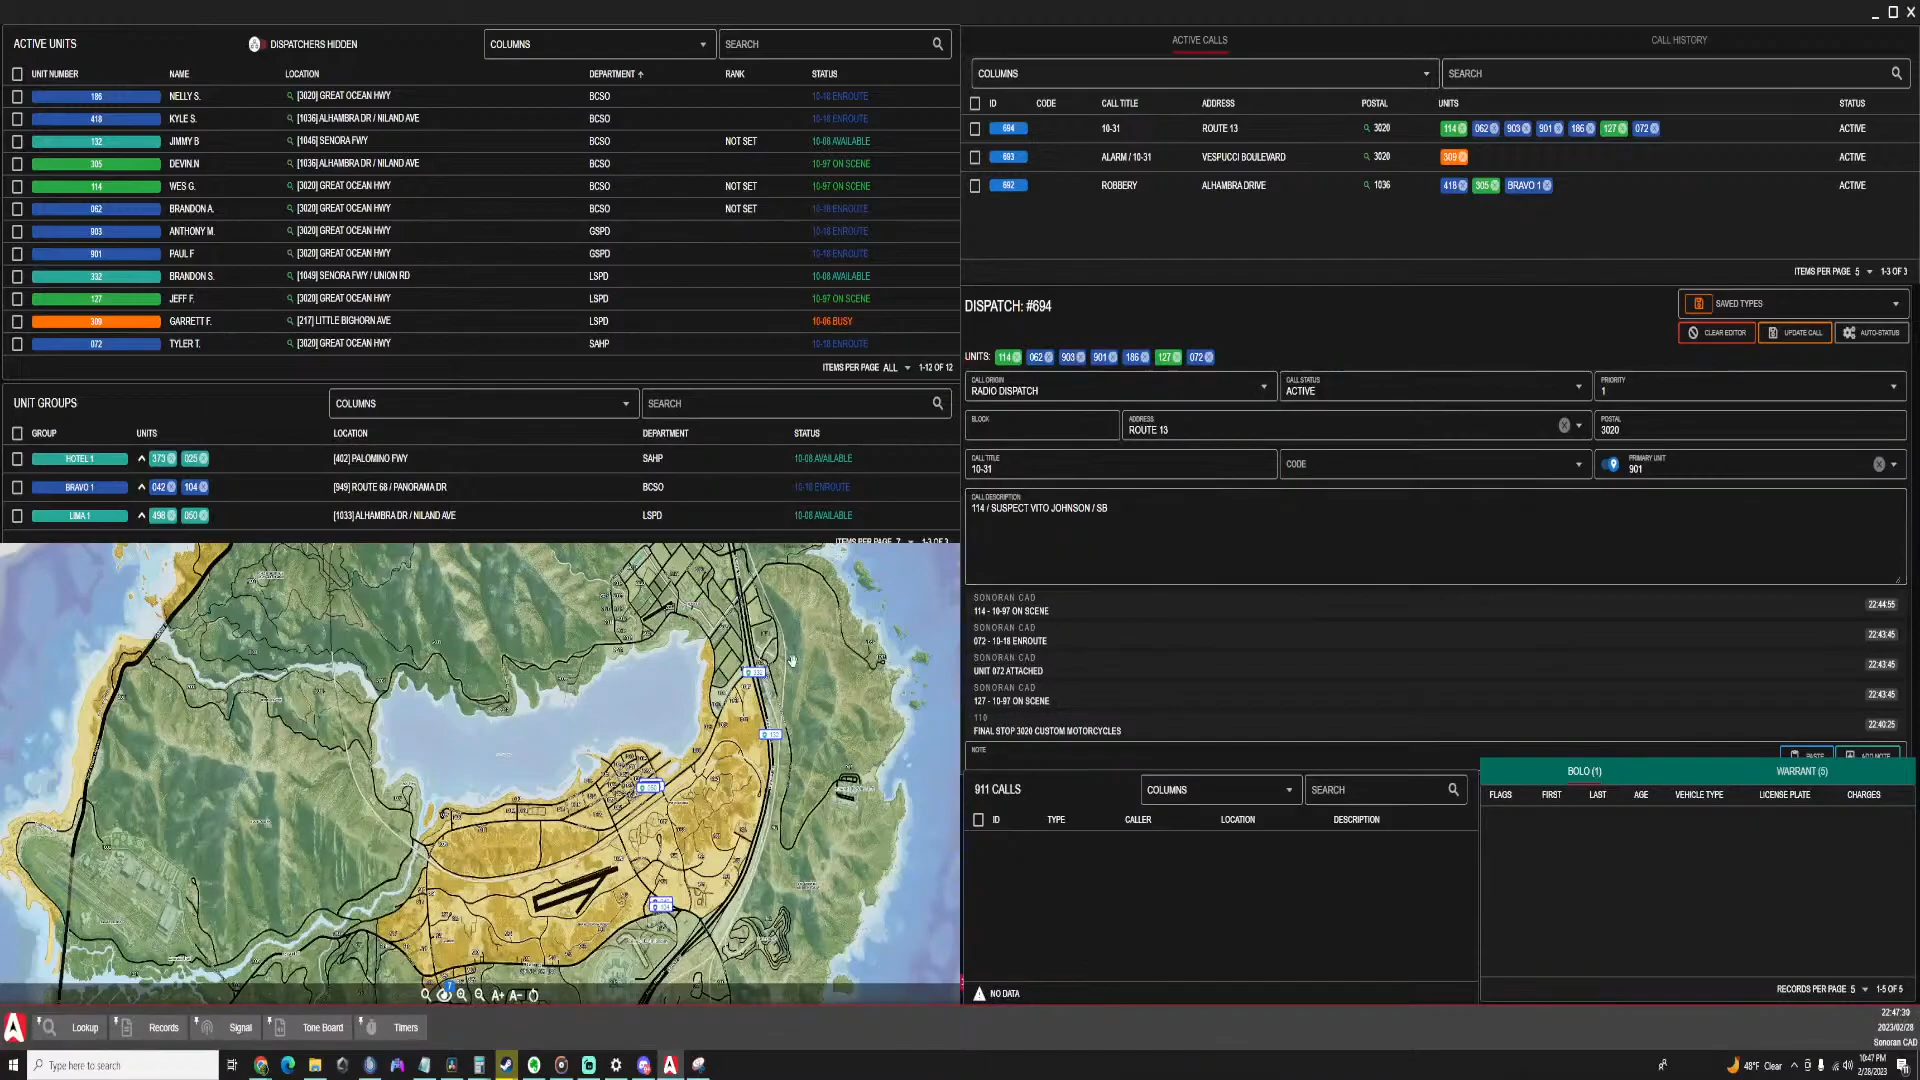 ACTIVE UNITS
DISPATCHERS HIDDEN
COLUMNS
SEARCH
UNIT NUMBER NAME LOCATION DEPARTMENT RANK STATUS
186 NELLY S. [3020] GREAT OCEAN HWY BCSO 10-18 ENROUTE
418 KYLE S. [1036] ALHAMBRA DR / NILAND AVE BCSO 10-18 ENROUTE
132 JIMMY B [1046] SENORA FWY BCSO NOT SET 10-08 AVAILABLE
305 DEVIN.N [1036] ALHAMBRA DR / NILAND AVE BCSO 10-97 ON SCENE
114 WES G. [3020] GREAT OCEAN HWY BCSO NOT SET 10-97 ON SCENE
062 BRANDON A. [3020] GREAT OCEAN HWY BCSO NOT SET 10-18 ENROUTE
903 ANTHONY M. [3020] GREAT OCEAN HWY GSPD 10-18 ENROUTE
901 PAUL F [3020] GREAT OCEAN HWY GSPD 10-18 ENROUTE
332 BRANDON S. [1049] SENORA FWY / UNION RD LSPD 10-08 AVAILABLE
127 JEFF F. [3020] GREAT OCEAN HWY LSPD 10-97 ON SCENE
309 GARRETT F. [217] LITTLE BIGHORN AVE LSPD 10-06 BUSY
072 TYLER T. [3020] GREAT OCEAN HWY SAHP 10-18 ENROUTE
ITEMS PER PAGE ALL 1-12 OF 12
UNIT GROUPS
COLUMNS
SEARCH
GROUP UNITS LOCATION DEPARTMENT STATUS
HOTEL 1 373 025 [402] PALOMINO FWY SAHP 10-08 AVAILABLE
BRAVO 1 042 104 [949] ROUTE 68 / PANORAMA DR BCSO 10-18 ENROUTE
LIMA 1 498 050 [1033] ALHAMBRA DR / NILAND AVE LSPD 10-08 AVAILABLE
ITEMS PER PAGE 7 1-3 OF 3
332
132
7
A+ A-
ACTIVE CALLS
CALL HISTORY
COLUMNS
SEARCH
ID CODE CALL TITLE ADDRESS POSTAL UNITS STATUS
694 10-31 ROUTE 13 3020 114 062 903 901 186 127 072 ACTIVE
693 ALARM / 10-31 VESPUCCI BOULEVARD 3020 309 ACTIVE
692 ROBBERY ALHAMBRA DRIVE 1036 418 305 BRAVO 1 ACTIVE
ITEMS PER PAGE 5 1-3 OF 3
DISPATCH: #694
SAVED TYPES
CLEAR EDITOR
UPDATE CALL
AUTO-STATUS
UNITS: 114 062 903 901 186 127 072
CALL ORIGIN
RADIO DISPATCH
CALL STATUS
ACTIVE
PRIORITY
1
BLOCK
ADDRESS
ROUTE 13
POSTAL
3020
CALL TITLE
10-31
CODE
PRIMARY UNIT
901
CALL DESCRIPTION
114 / SUSPECT VITO JOHNSON / SB
SONORAN CAD
114 - 10-97 ON SCENE
22:44:55
SONORAN CAD
072 - 10-18 ENROUTE
22:43:45
SONORAN CAD
UNIT 072 ATTACHED
22:43:45
SONORAN CAD
127 - 10-97 ON SCENE
22:43:45
110
FINAL STOP 3020 CUSTOM MOTORCYCLES
22:40:25
NOTE
PASTE
ADD NOTE
911 CALLS
COLUMNS
SEARCH
ID TYPE CALLER LOCATION DESCRIPTION
NO DATA
BOLO (1)
WARRANT (5)
FLAGS FIRST LAST AGE VEHICLE TYPE LICENSE PLATE CHARGES
RECORDS PER PAGE 5 1-5 OF 5
Lookup
Records
Signal
Tone Board
Timers
22:47:30
2023/02/28
Sonoran CAD
Type here to search
48°F Clear
10:47 PM
2/28/2023